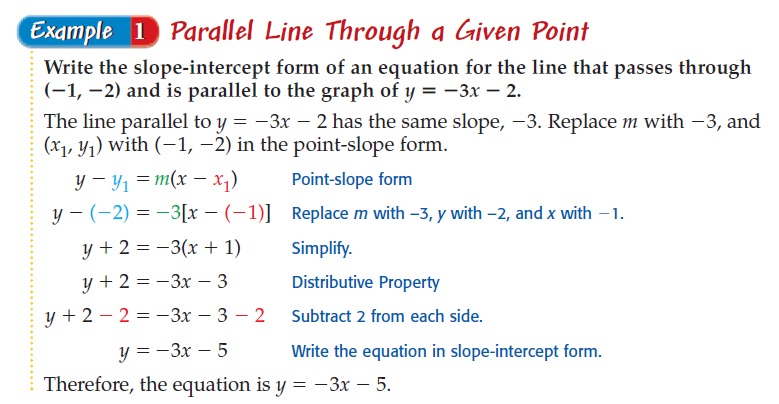 Example 1 Parallel Line Through a Given Point
Write the slope-intercept form of an equation for the line that passes through
(−1, −2) and is parallel to the graph of y = −3x − 2.
The line parallel to y = −3x − 2 has the same slope, −3. Replace m with −3, and
(x₁, y₁) with (−1, −2) in the point-slope form.
y − y₁ = m(x − x₁) Point-slope form
y − (−2) = −3[x − (−1)] Replace m with −3, y with −2, and x with −1.
y + 2 = −3(x + 1) Simplify.
y + 2 = −3x − 3 Distributive Property
y + 2 − 2 = −3x − 3 − 2 Subtract 2 from each side.
y = −3x − 5 Write the equation in slope-intercept form.
Therefore, the equation is y = −3x − 5.